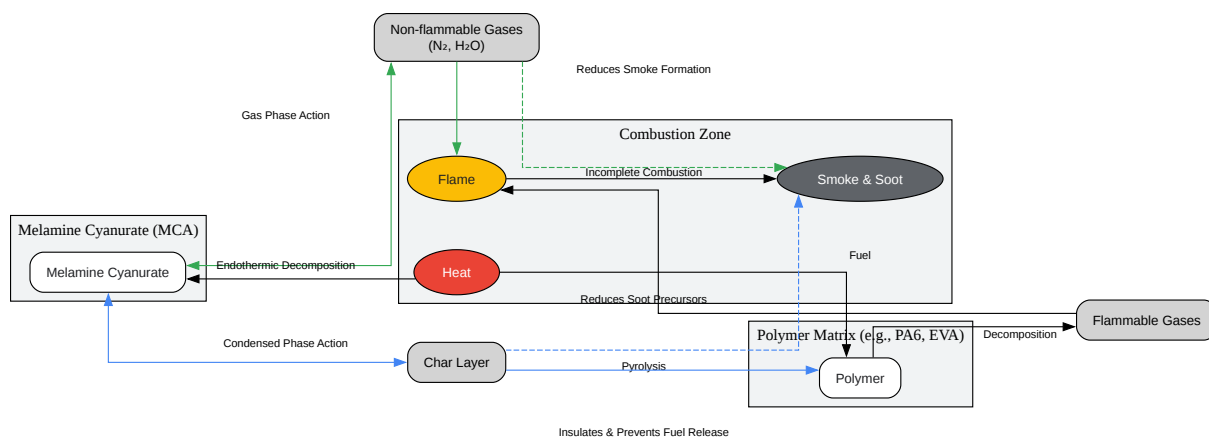 Non-flammable Gases
(N₂, H₂O)
Reduces Smoke Formation
Gas Phase Action
Combustion Zone
Flame
Incomplete Combustion
Smoke & Soot
Melamine Cyanurate (MCA)
Melamine Cyanurate
Endothermic Decomposition
Heat
Fuel
Reduces Soot Precursors
Flammable Gases
Polymer Matrix (e.g., PA6, EVA)
Decomposition
Condensed Phase Action
Char Layer
Pyrolysis
Polymer
Insulates & Prevents Fuel Release